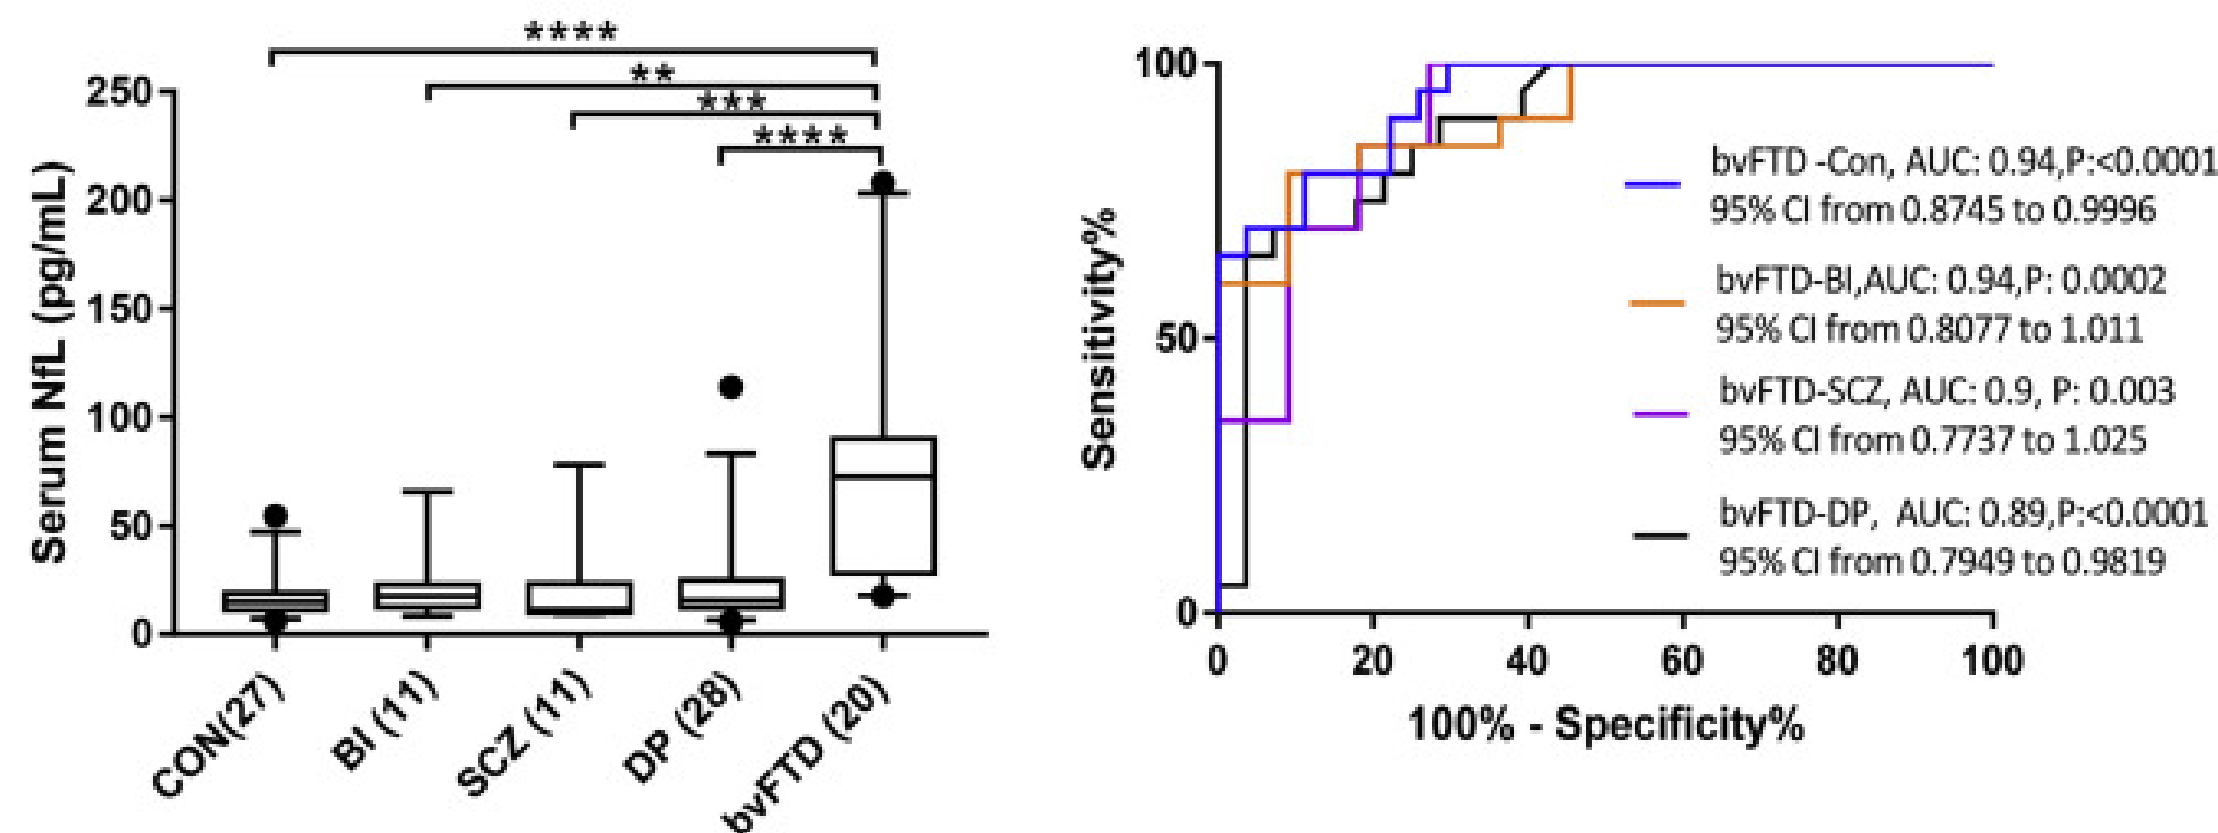 ****
**
***
****
250
200
150
100
50
0
Serum NfL (pg/mL)
CON(27)
BI (11)
SCZ (11)
DP (28)
bvFTD (20)
100
50
0
Sensitivity%
0 20 40 60 80 100
100% - Specificity%
bvFTD -Con, AUC: 0.94,P:<0.0001
95% CI from 0.8745 to 0.9996
bvFTD-BI,AUC: 0.94,P: 0.0002
95% CI from 0.8077 to 1.011
bvFTD-SCZ, AUC: 0.9, P: 0.003
95% CI from 0.7737 to 1.025
bvFTD-DP, AUC: 0.89,P:<0.0001
95% CI from 0.7949 to 0.9819